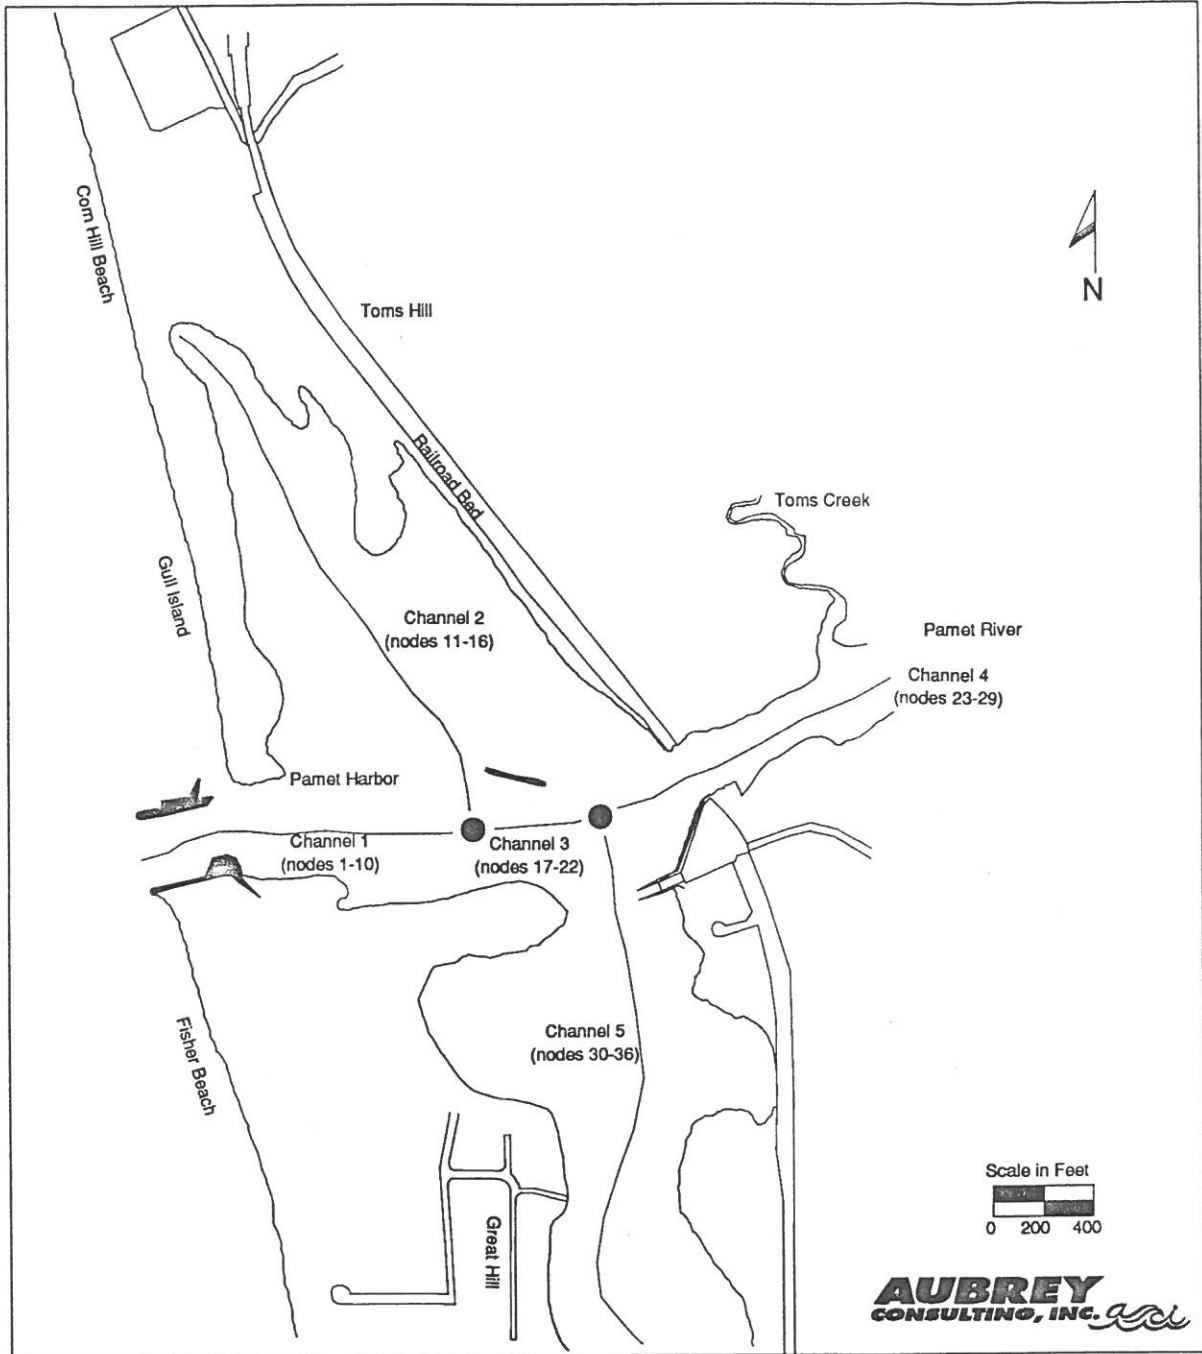 Corn Hill Beach
N
Toms Hill
Railroad Bed
Toms Creek
Gull Island
Channel 2
(nodes 11-16)
Pamet River
Channel 4
(nodes 23-29)
Pamet Harbor
Channel 1
(nodes 1-10)
Channel 3
(nodes 17-22)
Fisher Beach
Channel 5
(nodes 30-36)
Great Hill
Scale in Feet
0 200 400
AUBREY
CONSULTING, INC. aci